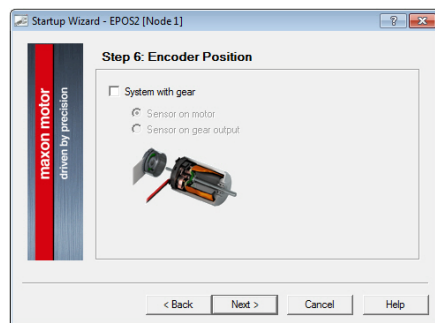 Startup Wizard - EPOS2 [Node 1]
Step 6: Encoder Position
maxon motor
driven by precision
System with gear
Sensor on motor
Sensor on gear output
< Back
Next >
Cancel
Help